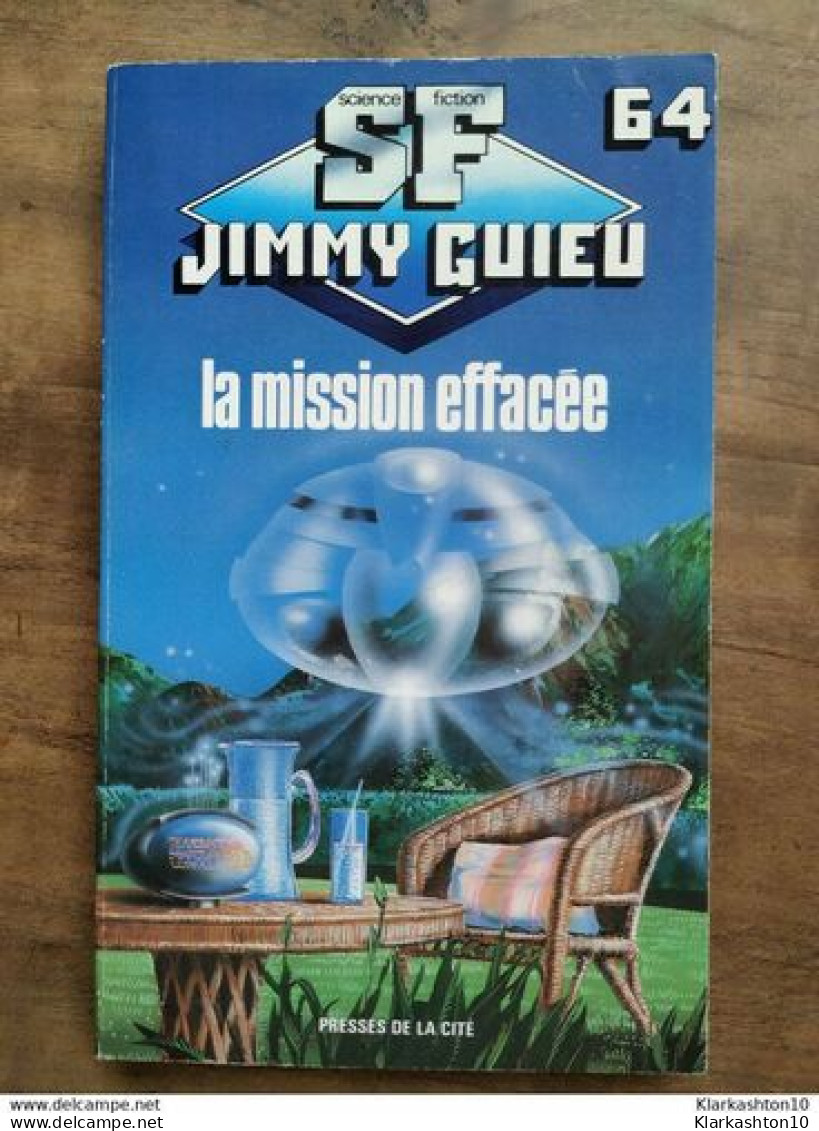 science fiction
SF
64
JIMMY GUIEU
la mission effacée
PRESSES DE LA CITÉ
www.delcampe.net
Klarkashton10
www.delcampe.net
Klarkashton10